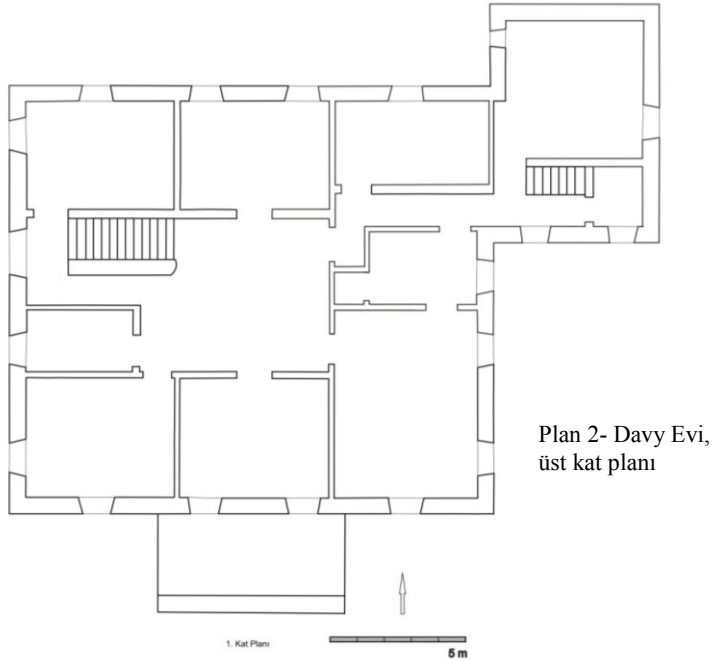 Plan 2- Davy Evi,
üst kat planı
1. Kat Planı
5 m